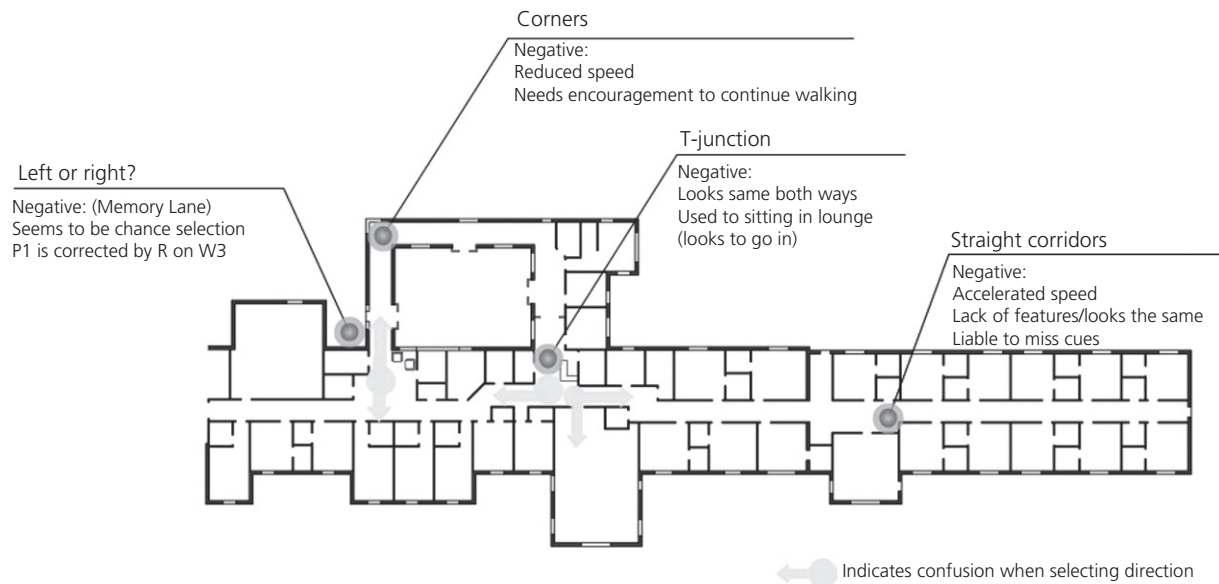 Corners
Negative:
Reduced speed
Needs encouragement to continue walking
T-junction
Negative:
Looks same both ways
Used to sitting in lounge
(looks to go in)
Left or right?
Negative: (Memory Lane)
Seems to be chance selection
P1 is corrected by R on W3
Straight corridors
Negative:
Accelerated speed
Lack of features/looks the same
Liable to miss cues
Indicates confusion when selecting direction